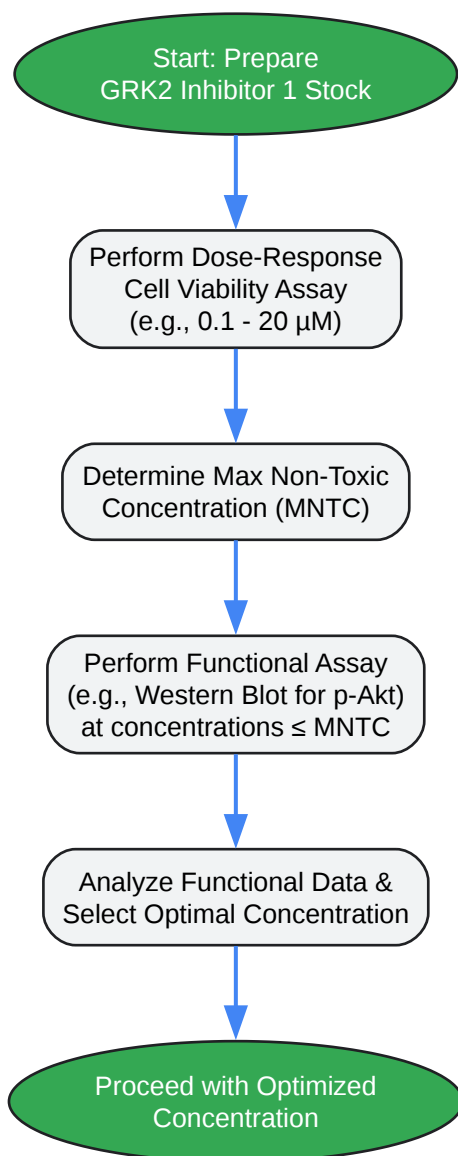 Start: Prepare
GRK2 Inhibitor 1 Stock
Perform Dose-Response
Cell Viability Assay
(e.g., 0.1 - 20 µM)
Determine Max Non-Toxic
Concentration (MNTC)
Perform Functional Assay
(e.g., Western Blot for p-Akt)
at concentrations ≤ MNTC
Analyze Functional Data &
Select Optimal Concentration
Proceed with Optimized
Concentration